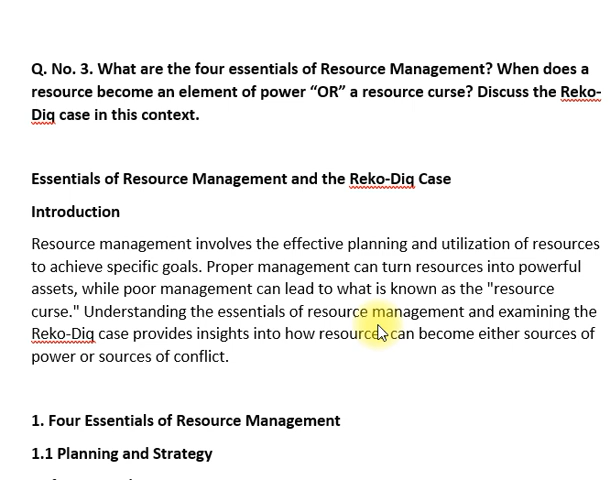 Q. No. 3. What are the four essentials of Resource Management? When does a
resource become an element of power “OR” a resource curse? Discuss the Reko-
Diq case in this context.
Essentials of Resource Management and the Reko-Diq Case
Introduction
Resource management involves the effective planning and utilization of resources
to achieve specific goals. Proper management can turn resources into powerful
assets, while poor management can lead to what is known as the "resource
curse." Understanding the essentials of resource management and examining the
Reko-Diq case provides insights into how resources can become either sources of
power or sources of conflict.
1. Four Essentials of Resource Management
1.1 Planning and Strategy